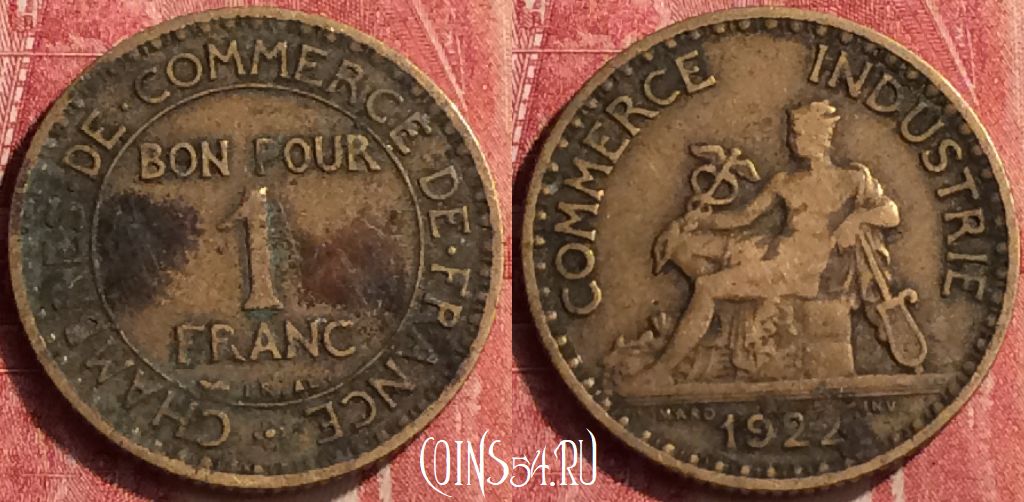 CHAMBRES · DE · COMMERCE · DE · FRANCE ·
BON POUR
1
FRANC
COMMERCE INDUSTRIE
1922
COINS54.RU